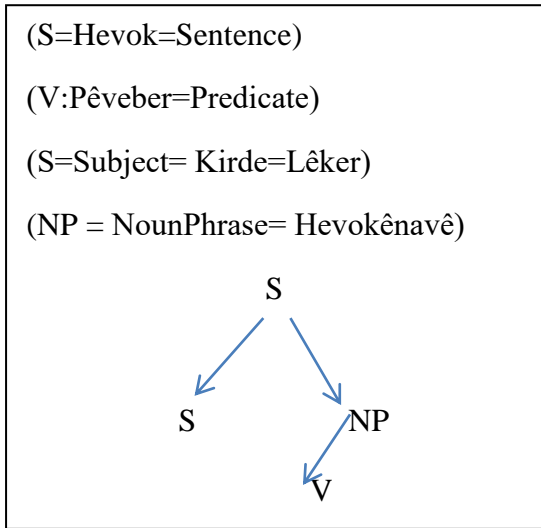 (S=Hevok=Sentence)
(V:Pêveber=Predicate)
(S=Subject= Kirde=Lêker)
(NP = NounPhrase= Hevokênavê)
S
S NP
V